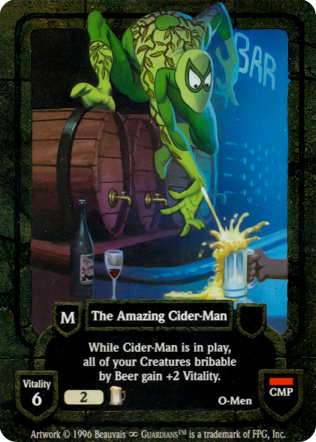 BAR
M
The Amazing Cider-Man
While Cider-Man is in play,
all of your Creatures bribable
by Beer gain +2 Vitality.
Vitality
6
2
O-Men
CMP
Artwork © 1996 Beauvais ∞ GUARDIANS™ is a trademark of FPG, Inc.